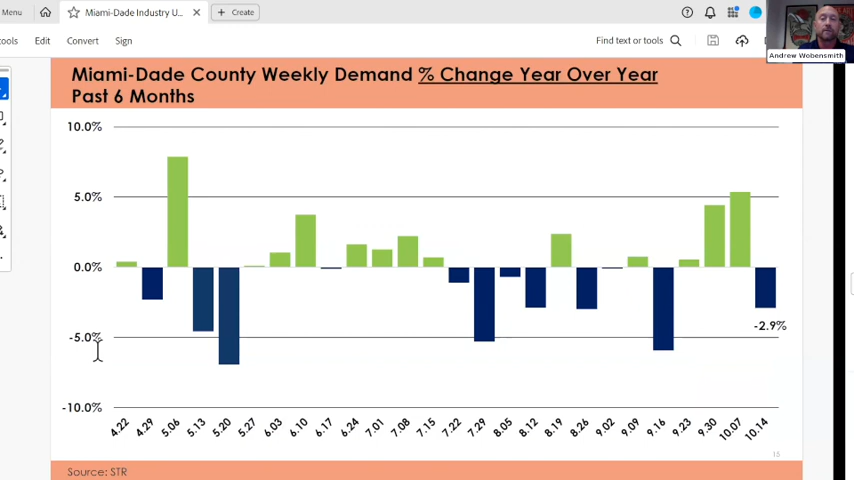 Menu
Miami-Dade Industry U...
Create
ools
Edit
Convert
Sign
Find text or tools
Andrew Wobensmith
Miami-Dade County Weekly Demand % Change Year Over Year
Past 6 Months
10.0%
5.0%
0.0%
-5.0%
-10.0%
-2.9%
4.22
4.29
5.06
5.13
5.20
5.27
6.03
6.10
6.17
6.24
7.01
7.08
7.15
7.22
7.29
8.05
8.12
8.19
8.26
9.02
9.09
9.16
9.23
9.30
10.07
10.14
15
Source: STR